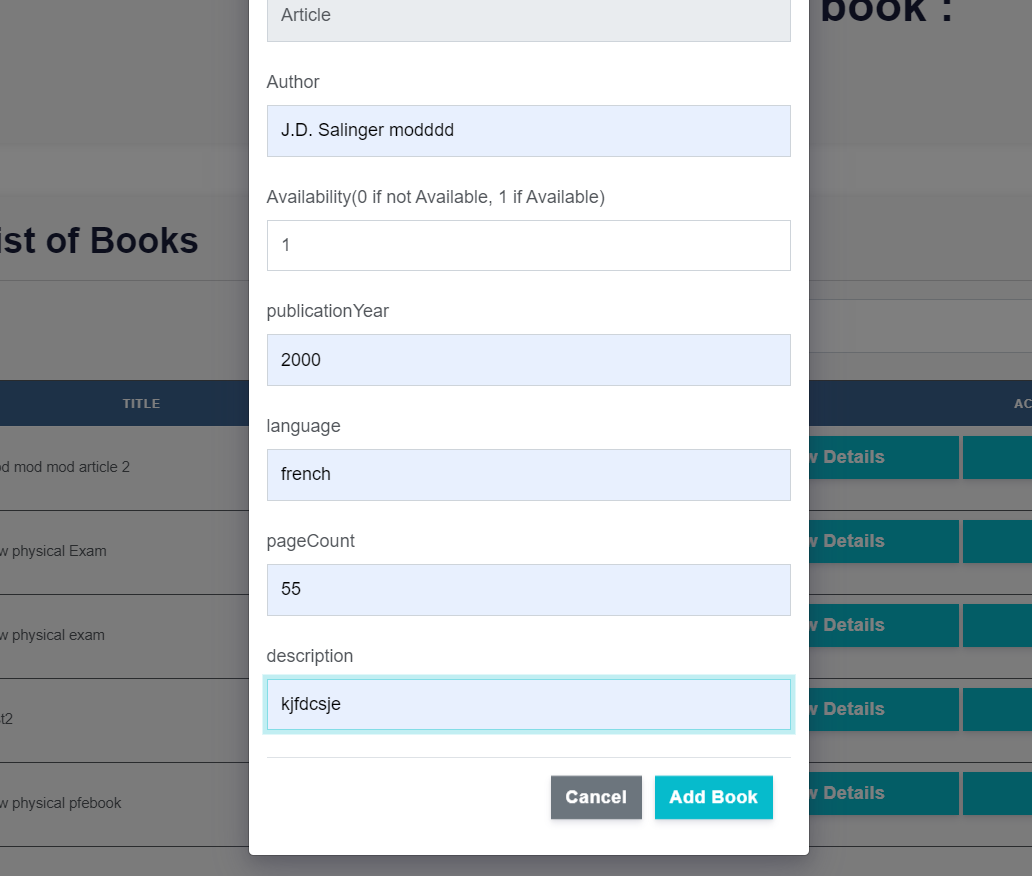 book :
Article
Author
J.D. Salinger modddd
Availability(0 if not Available, 1 if Available)
1
ist of Books
publicationYear
2000
TITLE
AC
language
french
d mod mod article 2
w Details
pageCount
55
w physical Exam
w Details
description
kjfdcsje
w physical exam
w Details
t2
w Details
Cancel
Add Book
w physical pfebook
w Details